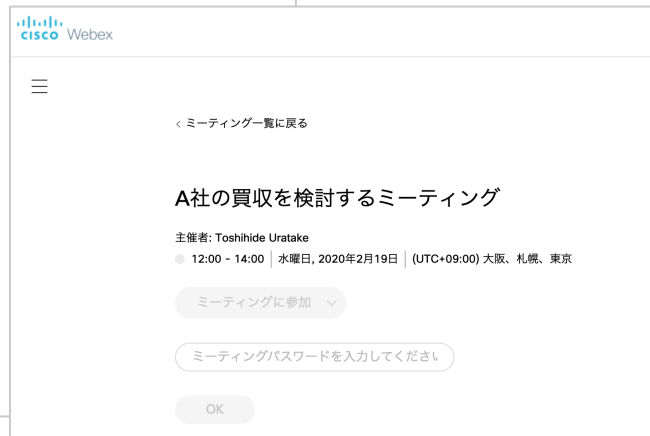 CISCO Webex
ミーティング一覧に戻る
A社の買収を検討するミーティング
主催者: Toshihide Uratake
12:00 - 14:00 | 水曜日, 2020年2月19日 | (UTC+09:00) 大阪、札幌、東京
ミーティングに参加
ミーティングパスワードを入力してください
OK